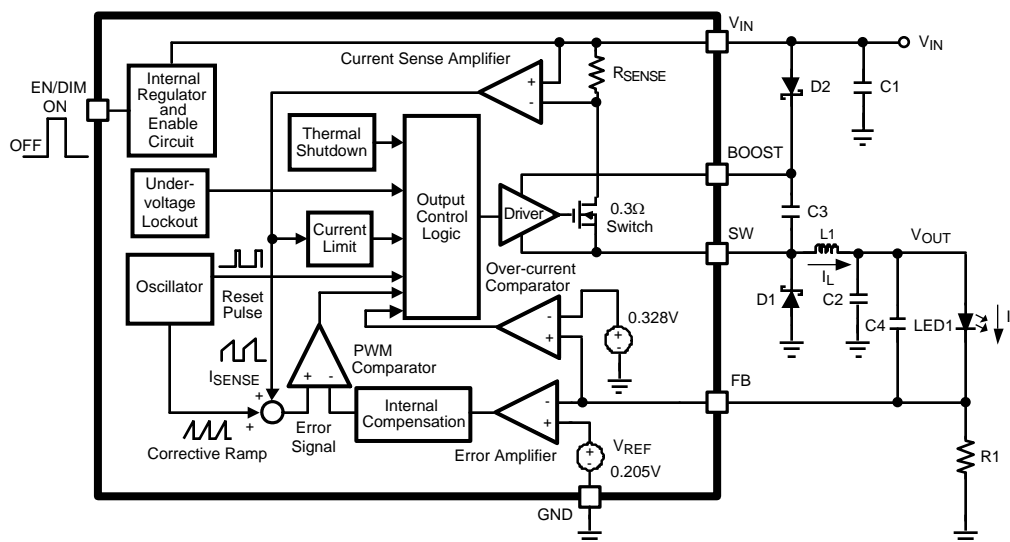 V_IN
V_IN
Current Sense Amplifier
+
-
R_SENSE
D2
C1
EN/DIM
ON
OFF
Internal
Regulator
and
Enable
Circuit
Thermal
Shutdown
Under-
voltage
Lockout
Current
Limit
Output
Control
Logic
Driver
0.3Ω
Switch
BOOST
C3
SW
L1
I_L
V_OUT
D1
C2
C4
LED1
I
Oscillator
Reset
Pulse
Over-current
Comparator
-
+
0.328V
+
-
I_SENSE
PWM
Comparator
+
-
+
+
Corrective Ramp
Error
Signal
Internal
Compensation
-
+
Error Amplifier
V_REF
+
-
0.205V
FB
R1
GND